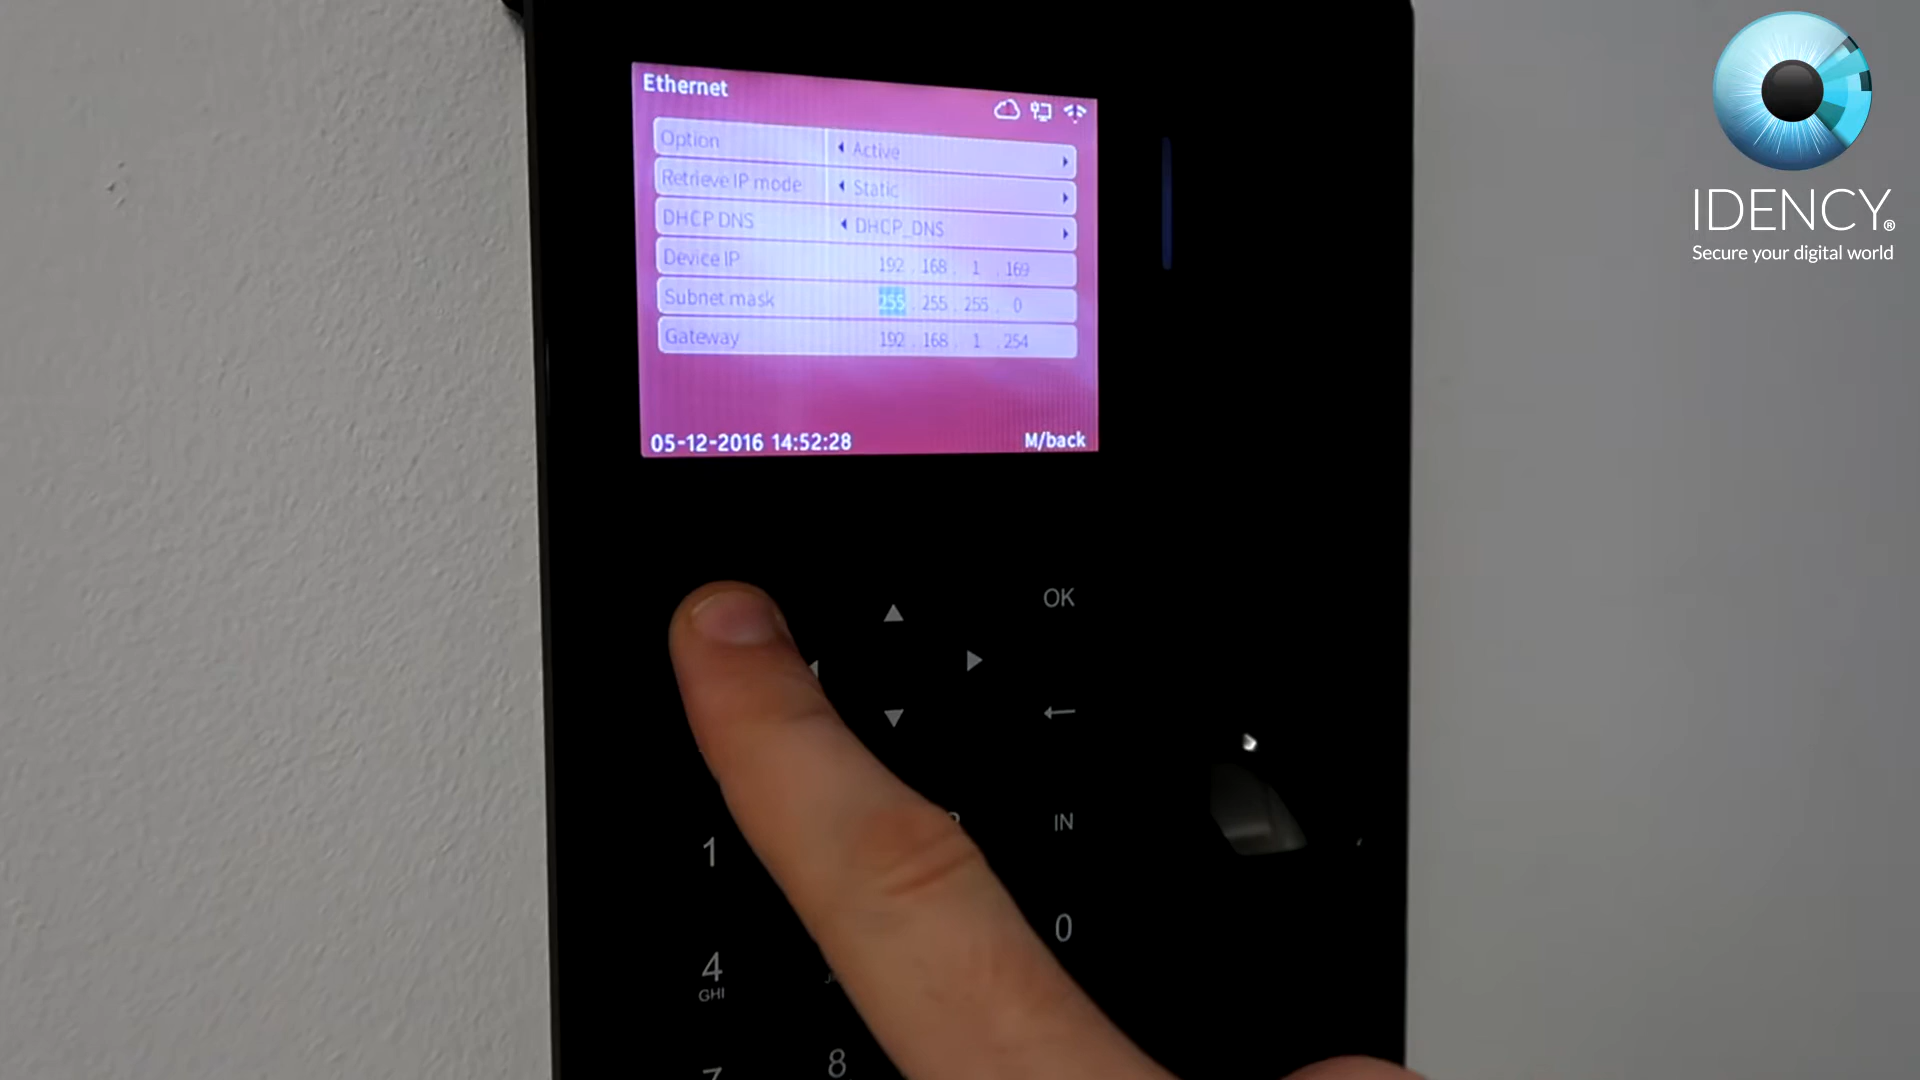 Ethernet
Option Active
Retrieve IP mode Static
DHCP DNS DHCP_DNS
Device IP 192 . 168 . 1 . 169
Subnet mask 255 . 255 . 255 . 0
Gateway 192 . 168 . 1 . 254
05-12-2016 14:52:28 M/back
OK
1
IN
4
GHI
0
7
8
IDENCY®
Secure your digital world